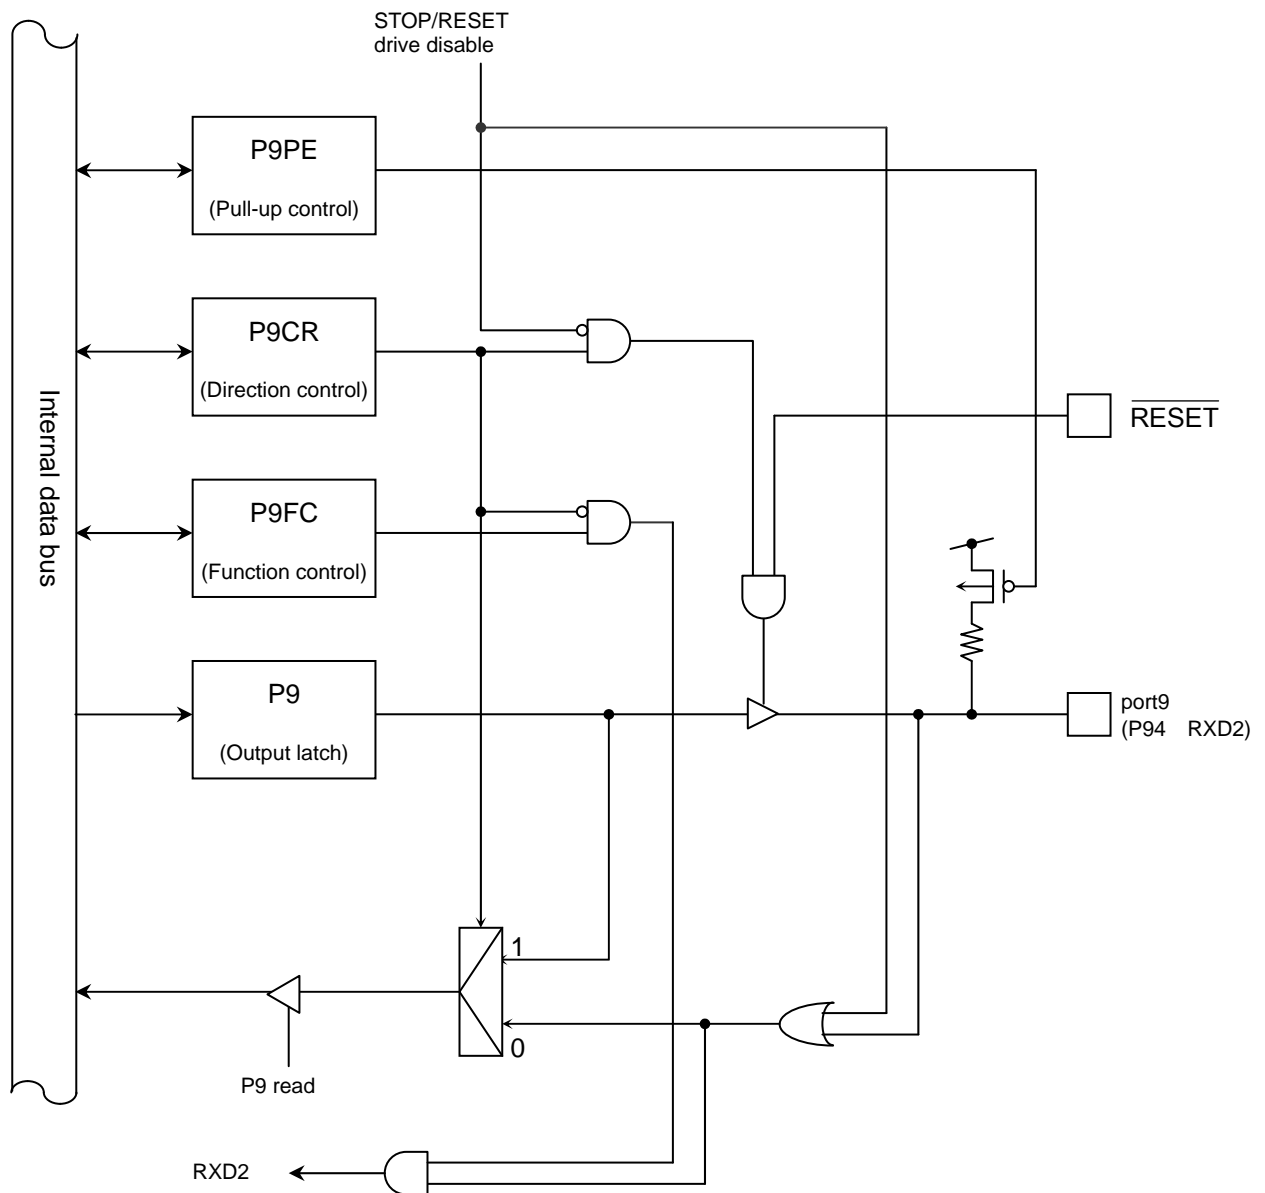 STOP/RESET
drive disable
P9PE
(Pull-up control)
P9CR
(Direction control)
RESET
Internal data bus
P9FC
(Function control)
P9
(Output latch)
port9
(P94 RXD2)
1
0
P9 read
RXD2